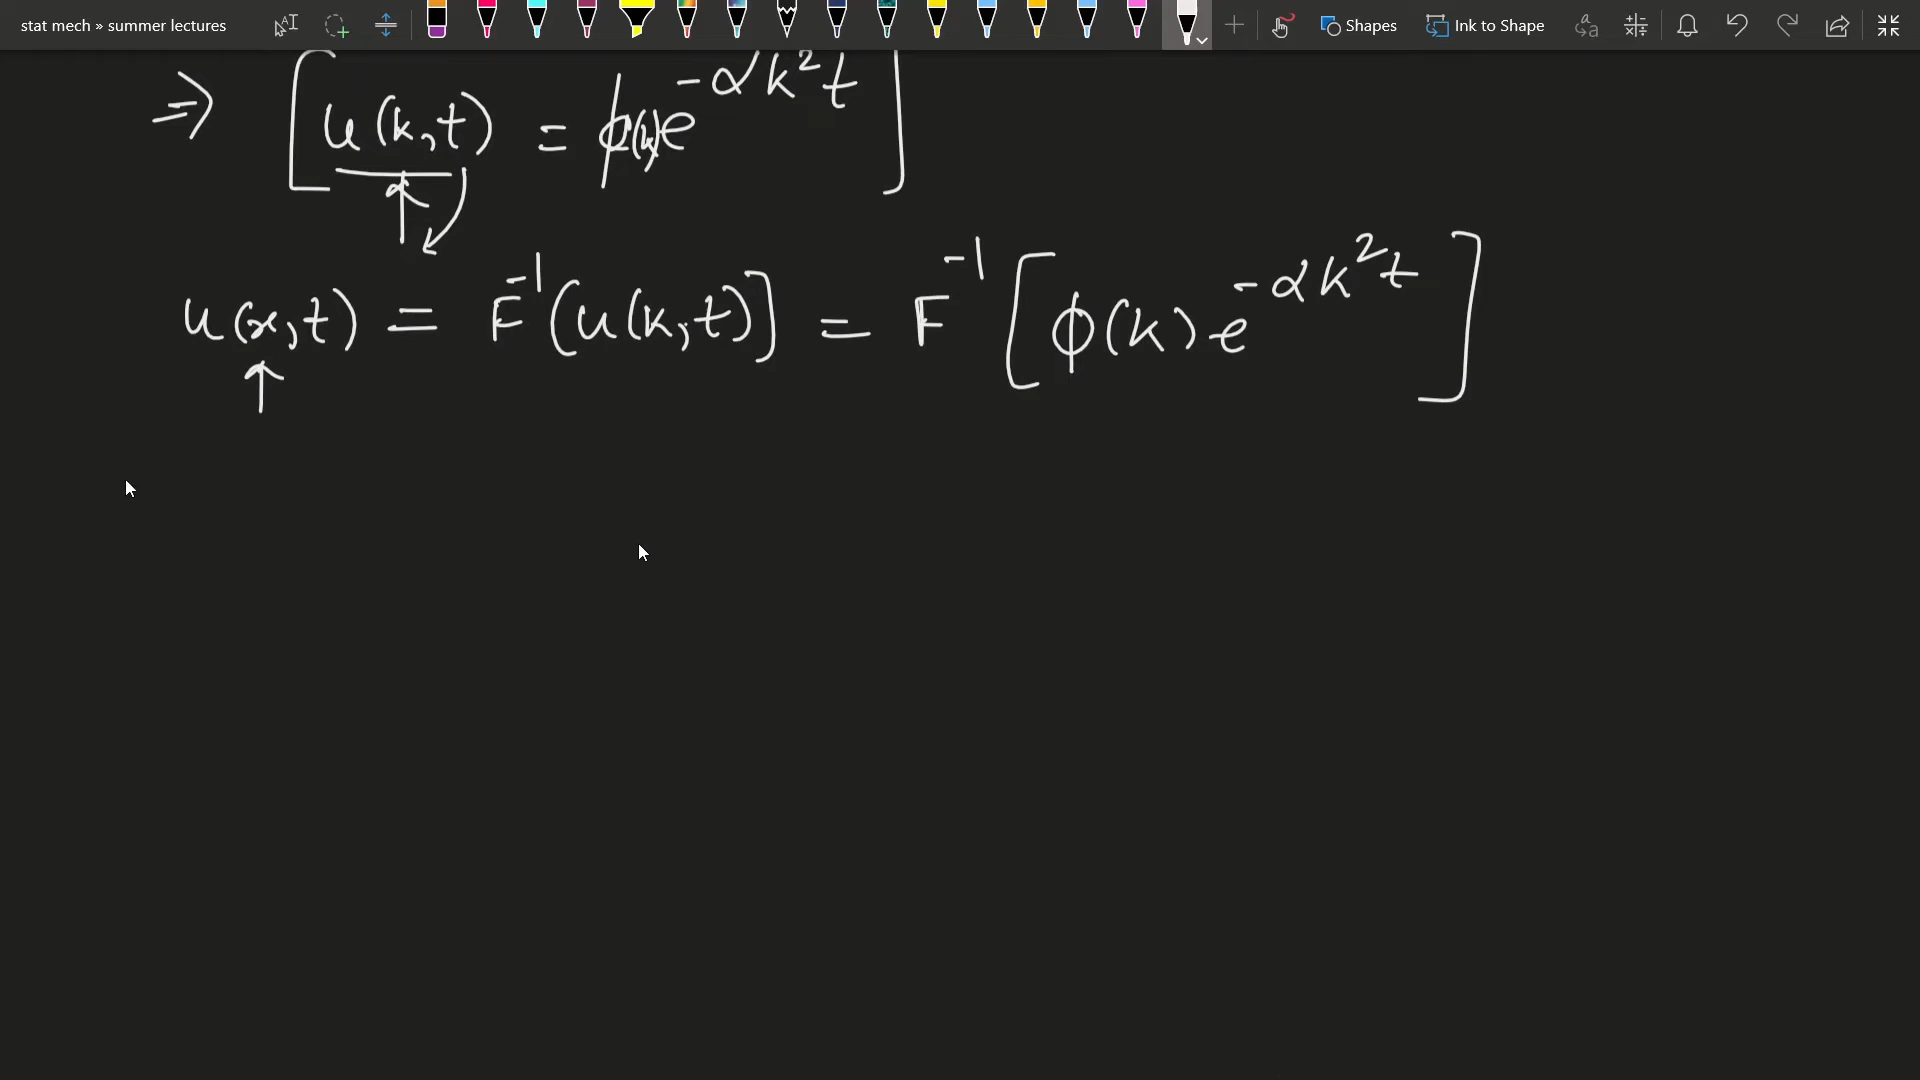 stat mech » summer lectures Shapes Ink to Shape
⇒ [u(k,t) = ϕ(k)e^{-αk²t}]
u(x,t) = F^{-1}(u(k,t)] = F^{-1}[ϕ(k)e^{-αk²t}]